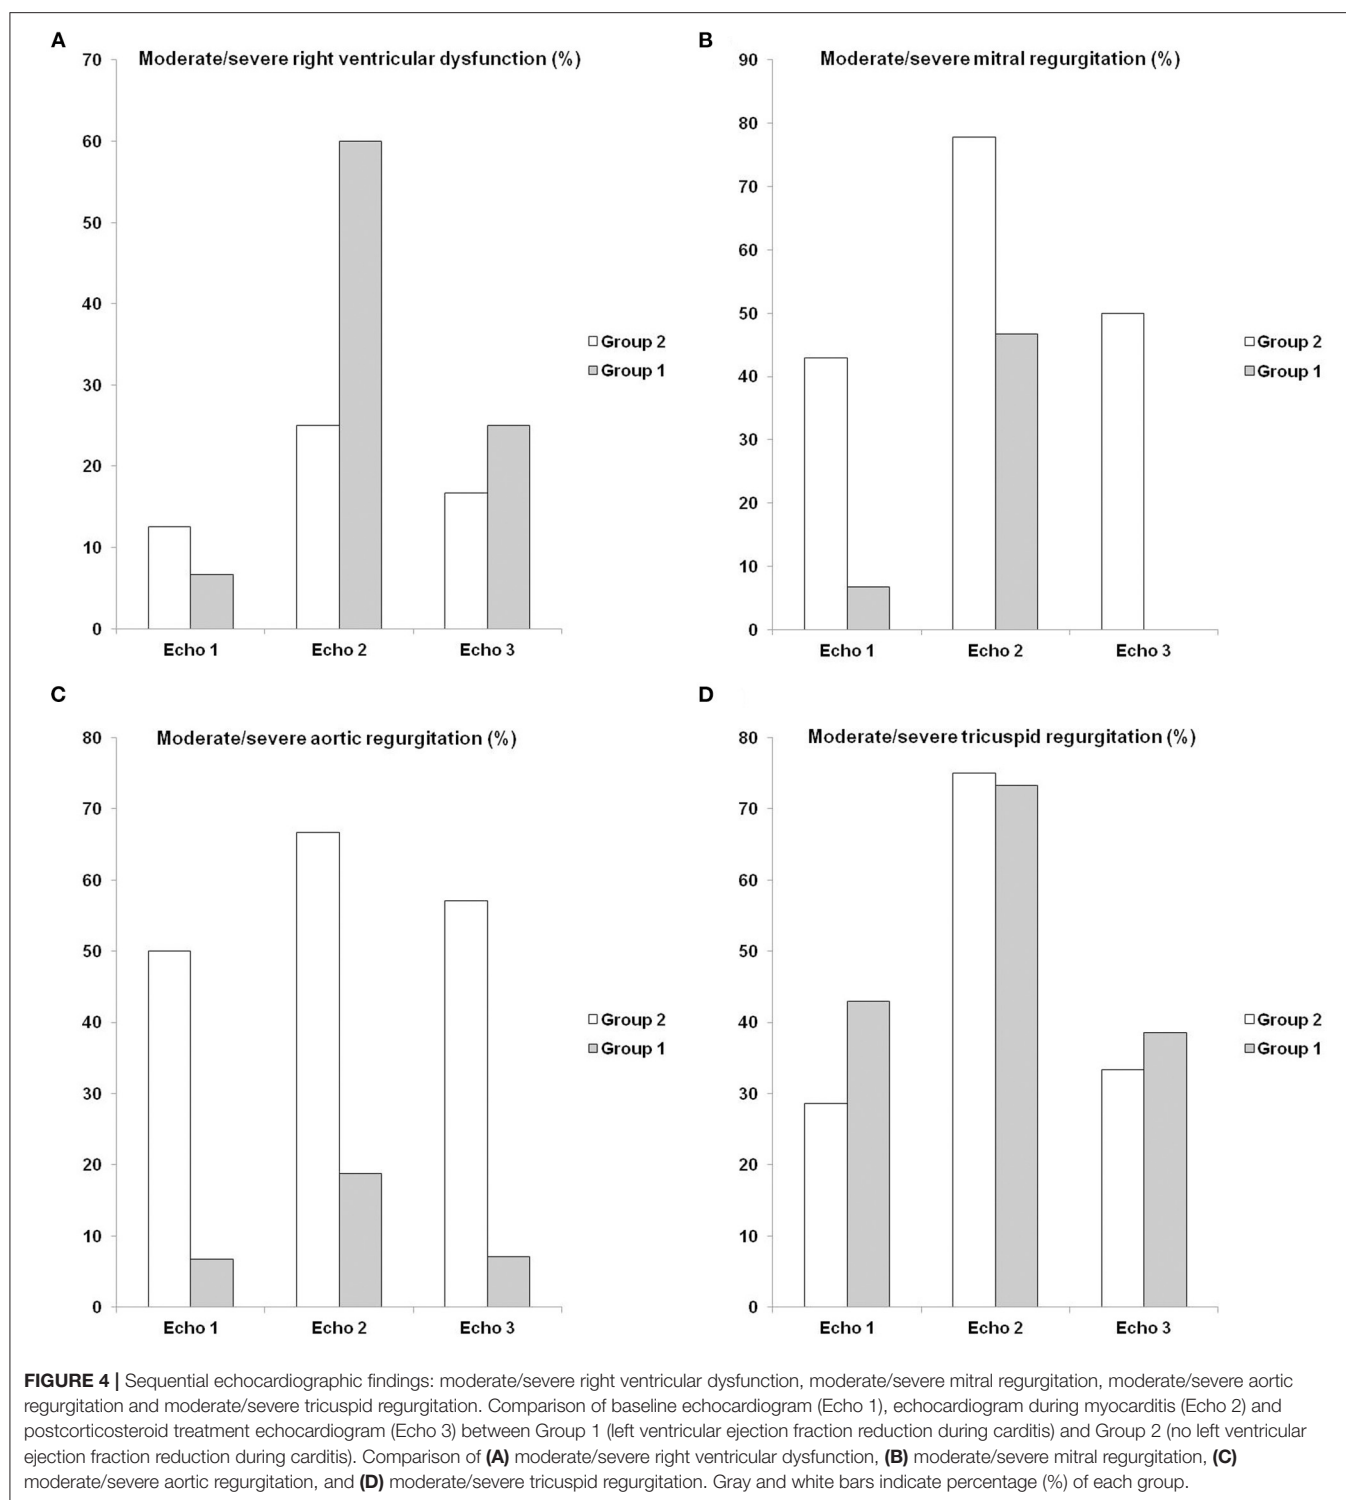 A
Moderate/severe right ventricular dysfunction (%)
70
60
50
40
30
20
10
0
Echo 1 Echo 2 Echo 3
Group 2
Group 1
B
Moderate/severe mitral regurgitation (%)
90
80
70
60
50
40
30
20
10
0
Echo 1 Echo 2 Echo 3
Group 2
Group 1
C
Moderate/severe aortic regurgitation (%)
80
70
60
50
40
30
20
10
0
Echo 1 Echo 2 Echo 3
Group 2
Group 1
D
Moderate/severe tricuspid regurgitation (%)
80
70
60
50
40
30
20
10
0
Echo 1 Echo 2 Echo 3
Group 2
Group 1
FIGURE 4 | Sequential echocardiographic findings: moderate/severe right ventricular dysfunction, moderate/severe mitral regurgitation, moderate/severe aortic
regurgitation and moderate/severe tricuspid regurgitation. Comparison of baseline echocardiogram (Echo 1), echocardiogram during myocarditis (Echo 2) and
postcorticosteroid treatment echocardiogram (Echo 3) between Group 1 (left ventricular ejection fraction reduction during carditis) and Group 2 (no left ventricular
ejection fraction reduction during carditis). Comparison of (A) moderate/severe right ventricular dysfunction, (B) moderate/severe mitral regurgitation, (C)
moderate/severe aortic regurgitation, and (D) moderate/severe tricuspid regurgitation. Gray and white bars indicate percentage (%) of each group.